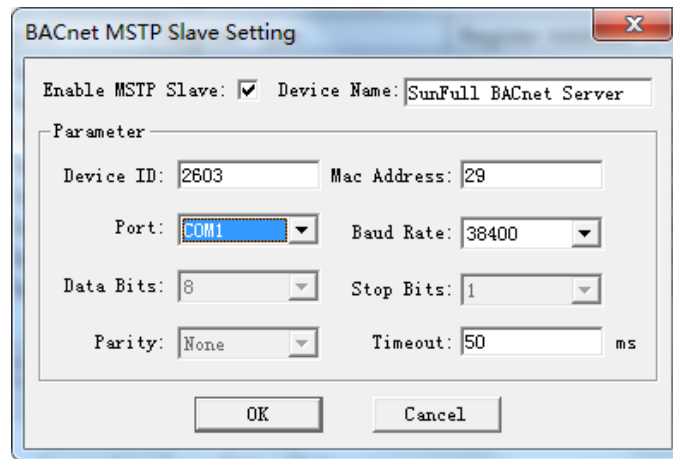 BACnet MSTP Slave Setting
Enable MSTP Slave: Device Name: SunFull BACnet Server
Parameter
Device ID: 2603 Mac Address: 29
Port: COM1 Baud Rate: 38400
Data Bits: 8 Stop Bits: 1
Parity: None Timeout: 50 ms
OK Cancel